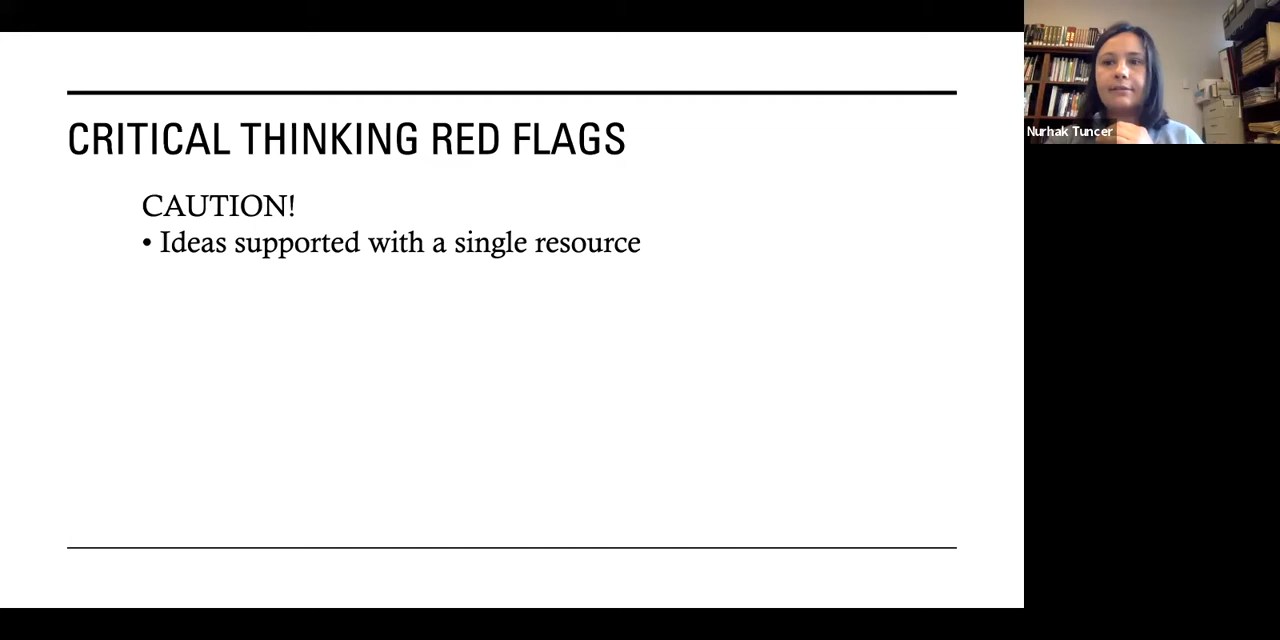 CRITICAL THINKING RED FLAGS
CAUTION!
• Ideas supported with a single resource
Nurhak Tuncer